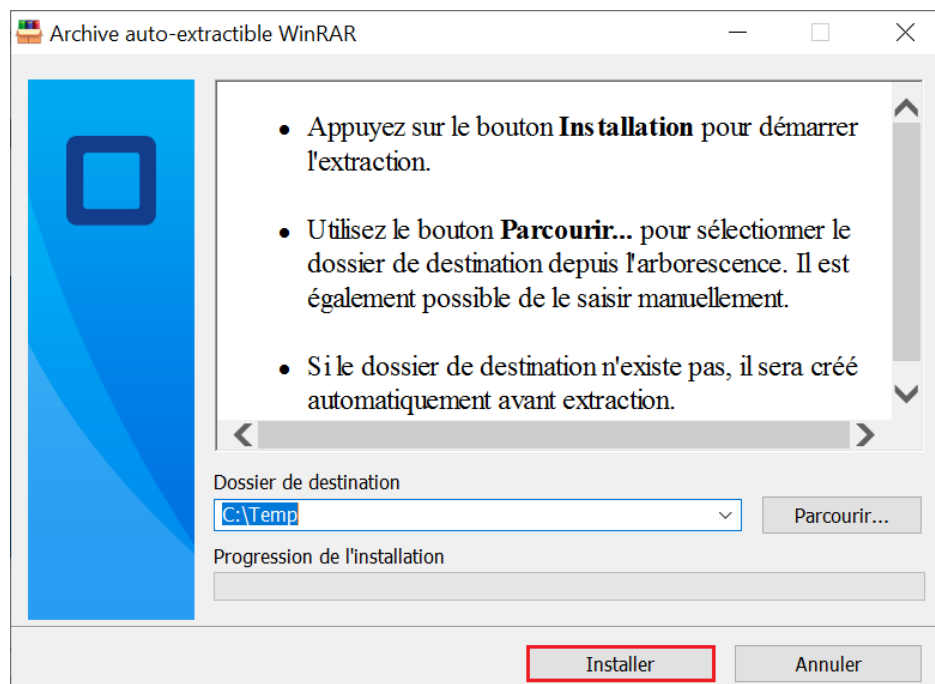 Archive auto-extractible WinRAR
Appuyez sur le bouton Installation pour démarrer
l'extraction.
Utilisez le bouton Parcourir... pour sélectionner le
dossier de destination depuis l'arborescence. Il est
également possible de le saisir manuellement.
Si le dossier de destination n'existe pas, il sera créé
automatiquement avant extraction.
Dossier de destination
C:\Temp
Parcourir...
Progression de l'installation
Installer
Annuler